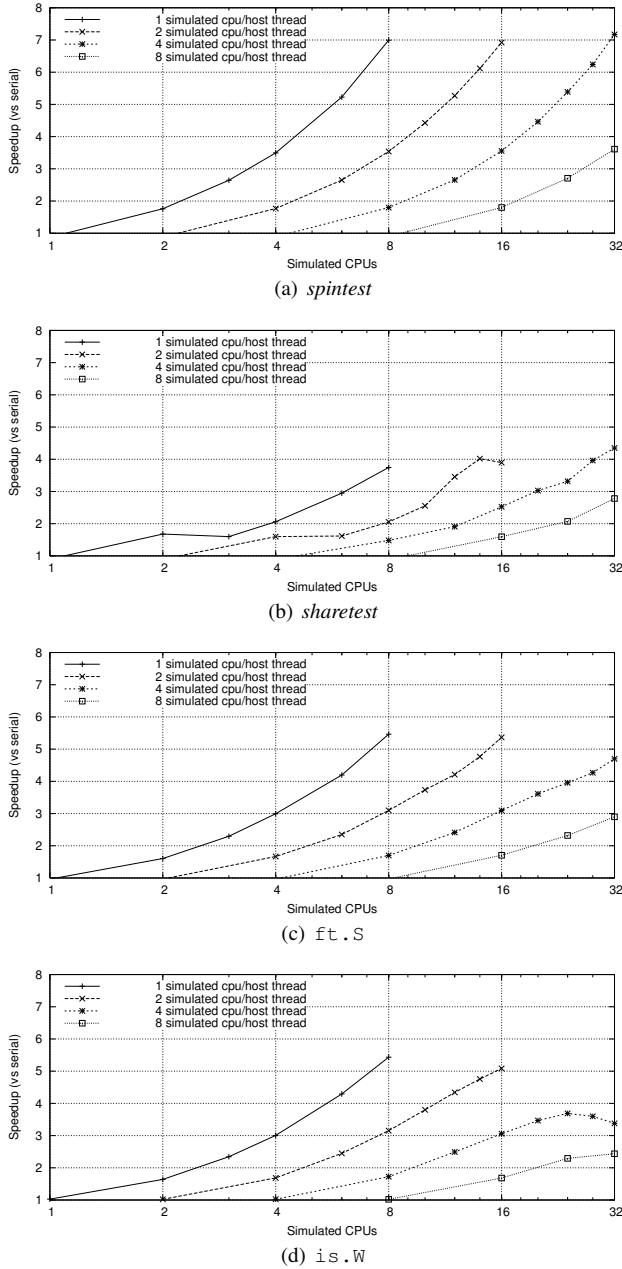 8
7
6
5
4
3
2
1
Speedup (vs serial)
1 simulated cpu/host thread
2 simulated cpu/host thread
4 simulated cpu/host thread
8 simulated cpu/host thread
1 2 4 8 16 32
Simulated CPUs
(a) spintest
8
7
6
5
4
3
2
1
Speedup (vs serial)
1 simulated cpu/host thread
2 simulated cpu/host thread
4 simulated cpu/host thread
8 simulated cpu/host thread
1 2 4 8 16 32
Simulated CPUs
(b) sharetest
8
7
6
5
4
3
2
1
Speedup (vs serial)
1 simulated cpu/host thread
2 simulated cpu/host thread
4 simulated cpu/host thread
8 simulated cpu/host thread
1 2 4 8 16 32
Simulated CPUs
(c) ft.S
8
7
6
5
4
3
2
1
Speedup (vs serial)
1 simulated cpu/host thread
2 simulated cpu/host thread
4 simulated cpu/host thread
8 simulated cpu/host thread
1 2 4 8 16 32
Simulated CPUs
(d) is.W